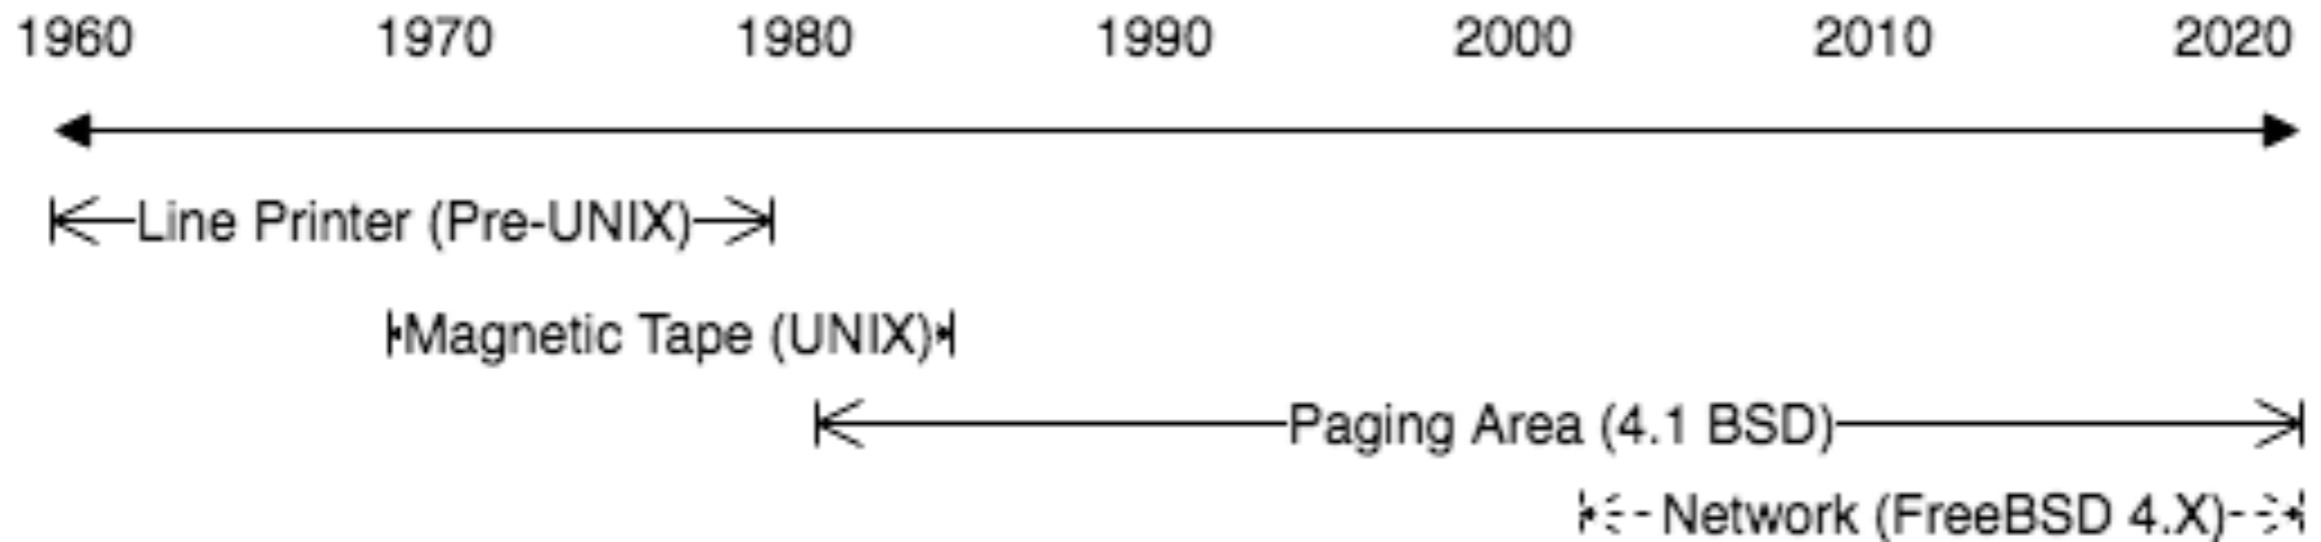 1960 1970 1980 1990 2000 2010 2020
Line Printer (Pre-UNIX)
Magnetic Tape (UNIX)
Paging Area (4.1 BSD)
Network (FreeBSD 4.X)